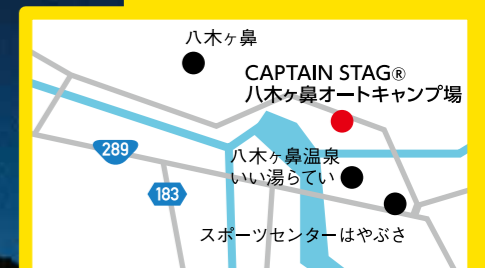 八木ヶ鼻
CAPTAIN STAG®
八木ヶ鼻オートキャンプ場
289
八木ヶ鼻温泉
いい湯らてい
183
スポーツセンターはやぶさ